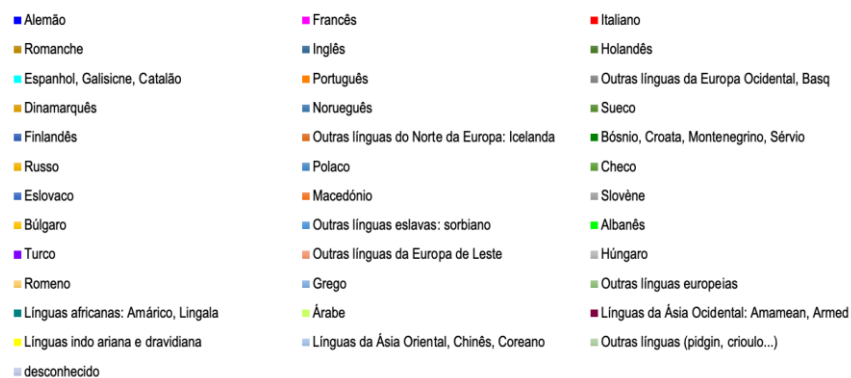 Alemão Francês Italiano
Romanche Inglês Holandês
Espanhol, Galisicne, Catalão Português Outras línguas da Europa Ocidental, Basq
Dinamarquês Norueguês Sueco
Finlandês Outras línguas do Norte da Europa: Icelanda Bósnio, Croata, Montenegrino, Sérvio
Russo Polaco Checo
Eslovaco Macedónio Slovène
Búlgaro Outras línguas eslavas: sorbiano Albanês
Turco Outras línguas da Europa de Leste Húngaro
Romeno Grego Outras línguas europeias
Línguas africanas: Amárico, Lingala Árabe Línguas da Ásia Ocidental: Amamean, Armed
Línguas indo ariana e dravidiana Línguas da Ásia Oriental, Chinês, Coreano Outras línguas (pidgin, crioulo...)
desconhecido